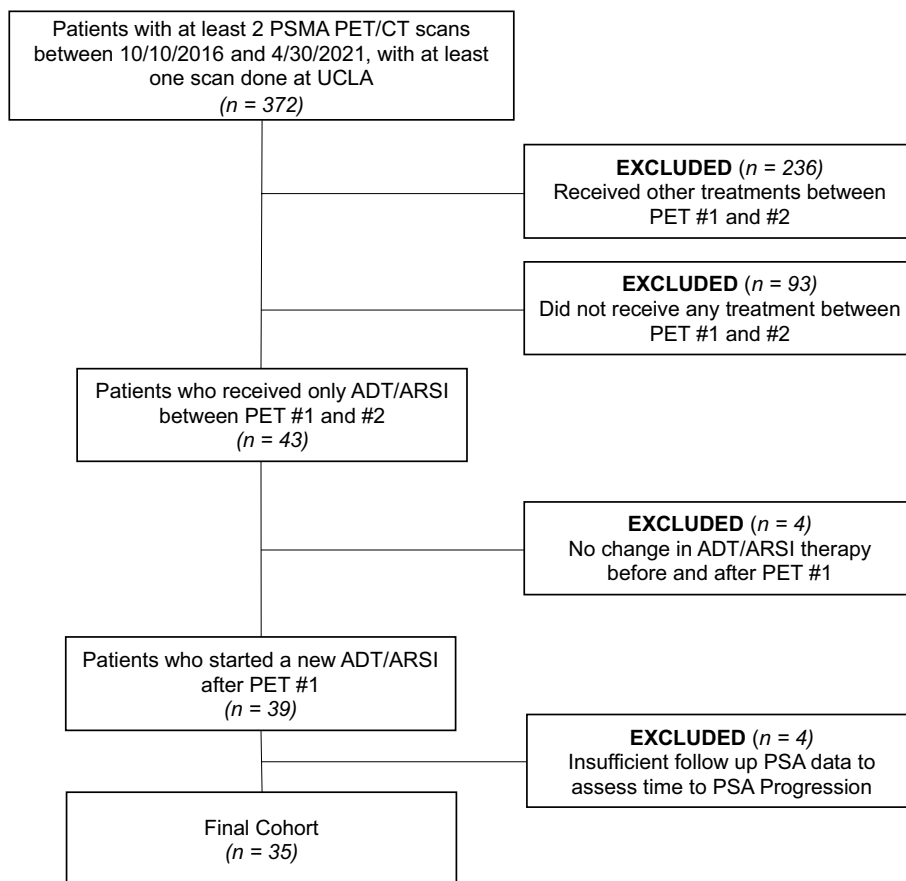 Patients with at least 2 PSMA PET/CT scans
between 10/10/2016 and 4/30/2021, with at least
one scan done at UCLA
(n = 372)
EXCLUDED (n = 236)
Received other treatments between
PET #1 and #2
EXCLUDED (n = 93)
Did not receive any treatment between
PET #1 and #2
Patients who received only ADT/ARSI
between PET #1 and #2
(n = 43)
EXCLUDED (n = 4)
No change in ADT/ARSI therapy
before and after PET #1
Patients who started a new ADT/ARSI
after PET #1
(n = 39)
EXCLUDED (n = 4)
Insufficient follow up PSA data to
assess time to PSA Progression
Final Cohort
(n = 35)